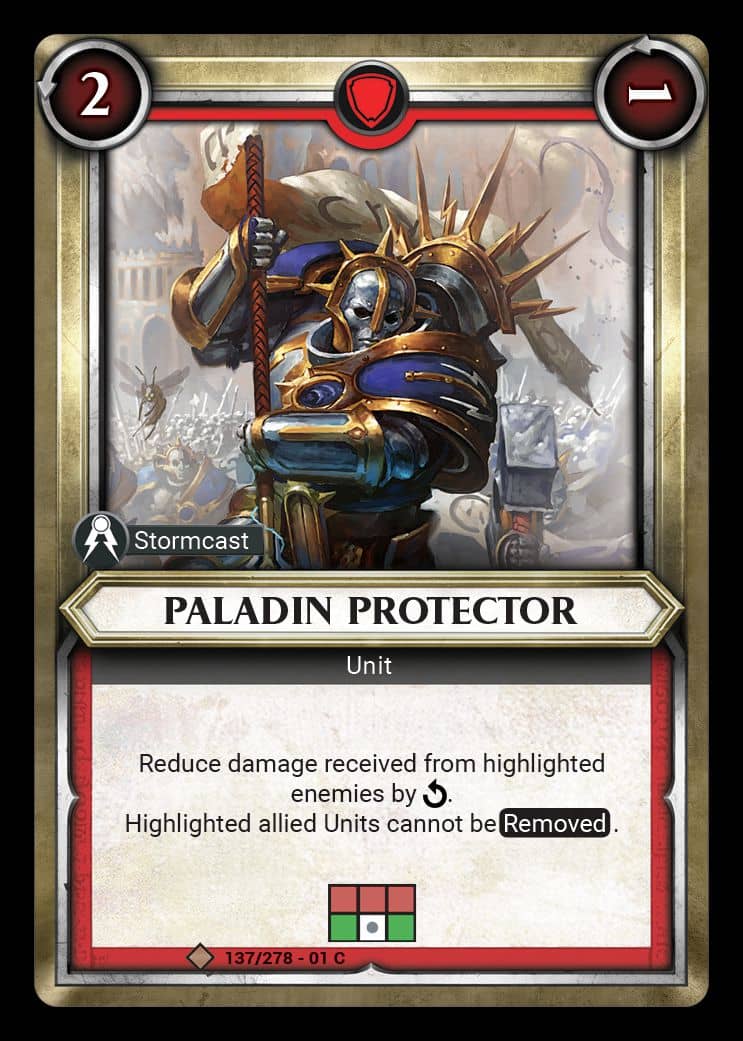 2
1
Stormcast
PALADIN PROTECTOR
Unit
Reduce damage received from highlighted
enemies by .
Highlighted allied Units cannot be Removed.
137/278 - 01 C